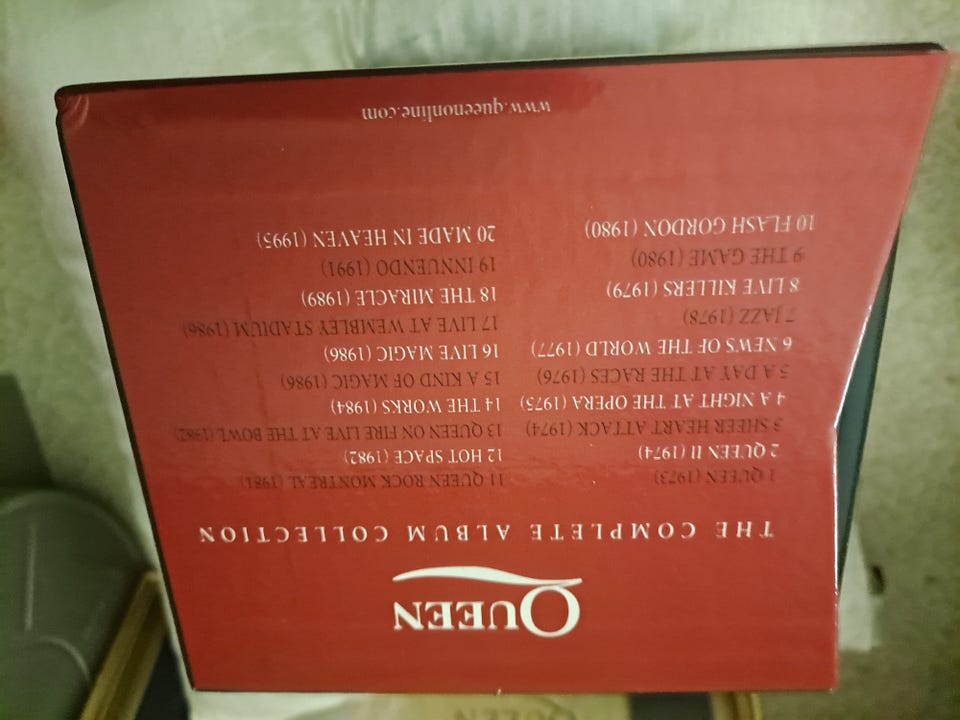 QUEEN
THE COMPLETE ALBUM COLLECTION
1 QUEEN (1973)
2 QUEEN II (1974)
3 SHEER HEART ATTACK (1974)
4 A NIGHT AT THE OPERA (1975)
5 A DAY AT THE RACES (1976)
6 NEWS OF THE WORLD (1977)
7 JAZZ (1978)
8 LIVE KILLERS (1979)
9 THE GAME (1980)
10 FLASH GORDON (1980)
11 QUEEN ROCK MONTREAL (1981)
12 HOT SPACE (1982)
13 QUEEN ON FIRE LIVE AT THE BOWL (1982)
14 THE WORKS (1984)
15 A KIND OF MAGIC (1986)
16 LIVE MAGIC (1986)
17 LIVE AT WEMBLEY STADIUM (1986)
18 THE MIRACLE (1989)
19 INNUENDO (1991)
20 MADE IN HEAVEN (1995)
www.queenonline.com
QUEEN